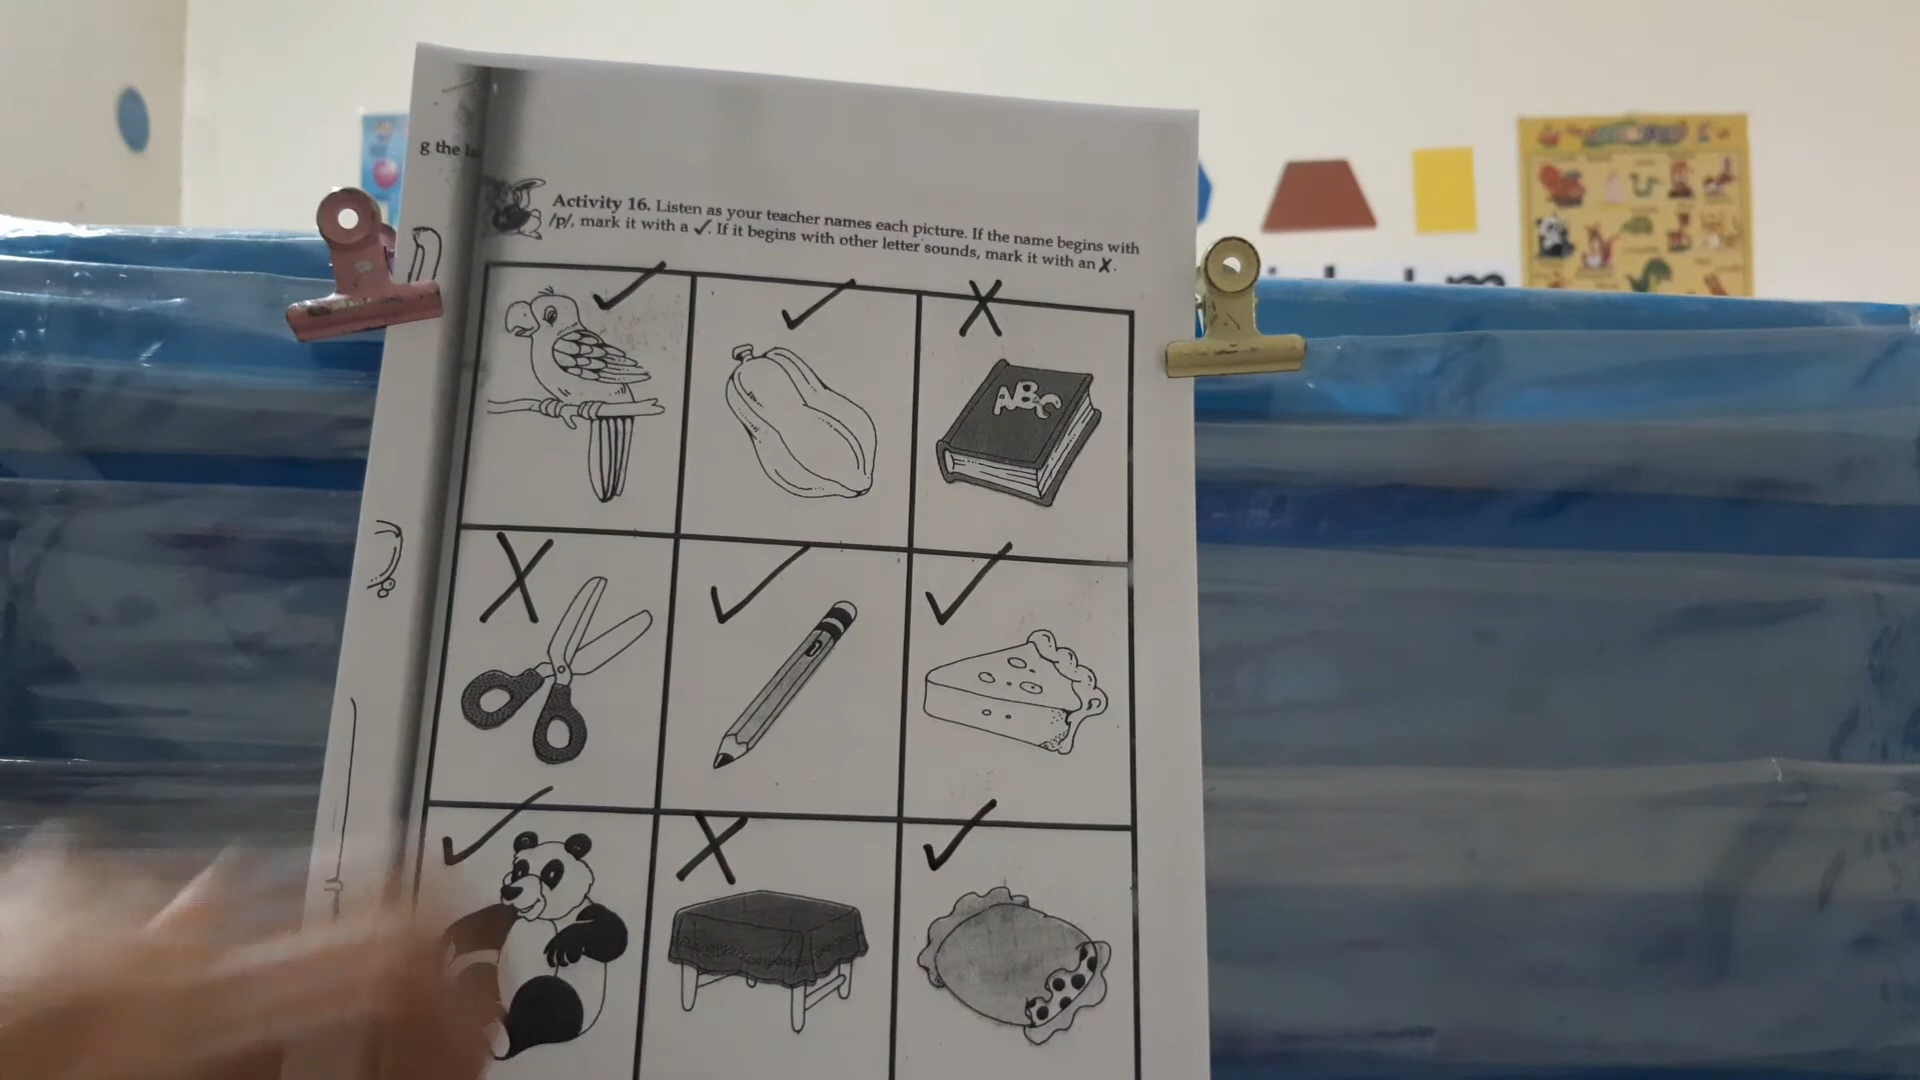 g the
Activity 16. Listen as your teacher names each picture. If the name begins with
/p/, mark it with a ✓. If it begins with other letter sounds, mark it with an X.
ABC